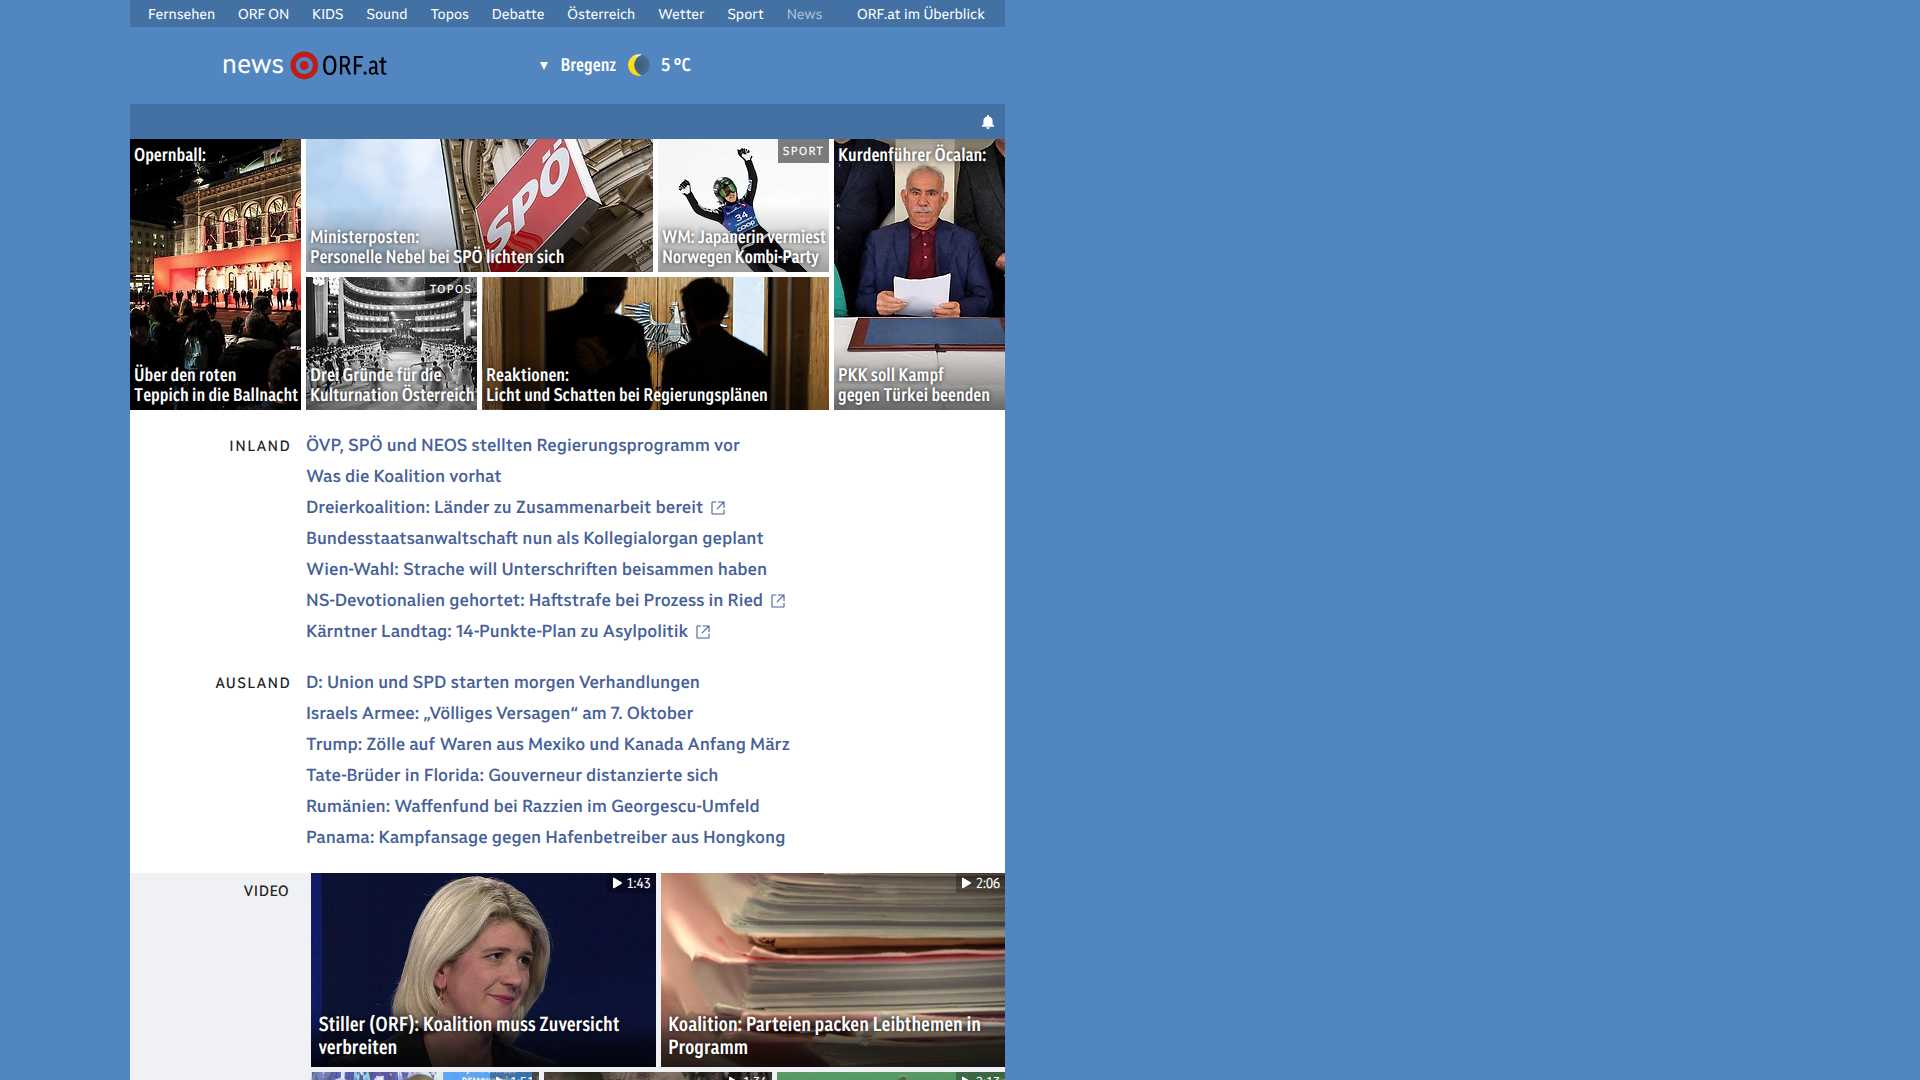 Fernsehen ORF ON KIDS Sound Topos Debatte Österreich Wetter Sport News ORF.at im Überblick
news ORF.at
Bregenz 5 °C
Opernball:
Über den roten
Teppich in die Ballnacht
SPÖ
Ministerposten:
Personelle Nebel bei SPÖ lichten sich
SPORT
34
coop
WM: Japanerin vermiest
Norwegen Kombi-Party
Kurdenführer Öcalan:
PKK soll Kampf
gegen Türkei beenden
TOPOS
Drei Gründe für die
Kulturnation Österreich
Reaktionen:
Licht und Schatten bei Regierungsplänen
INLAND
ÖVP, SPÖ und NEOS stellten Regierungsprogramm vor
Was die Koalition vorhat
Dreierkoalition: Länder zu Zusammenarbeit bereit
Bundesstaatsanwaltschaft nun als Kollegialorgan geplant
Wien-Wahl: Strache will Unterschriften beisammen haben
NS-Devotionalien gehortet: Haftstrafe bei Prozess in Ried
Kärntner Landtag: 14-Punkte-Plan zu Asylpolitik
AUSLAND
D: Union und SPD starten morgen Verhandlungen
Israels Armee: „Völliges Versagen“ am 7. Oktober
Trump: Zölle auf Waren aus Mexiko und Kanada Anfang März
Tate-Brüder in Florida: Gouverneur distanzierte sich
Rumänien: Waffenfund bei Razzien im Georgescu-Umfeld
Panama: Kampfansage gegen Hafenbetreiber aus Hongkong
VIDEO
1:43
Stiller (ORF): Koalition muss Zuversicht
verbreiten
2:06
Koalition: Parteien packen Leibthemen in
Programm